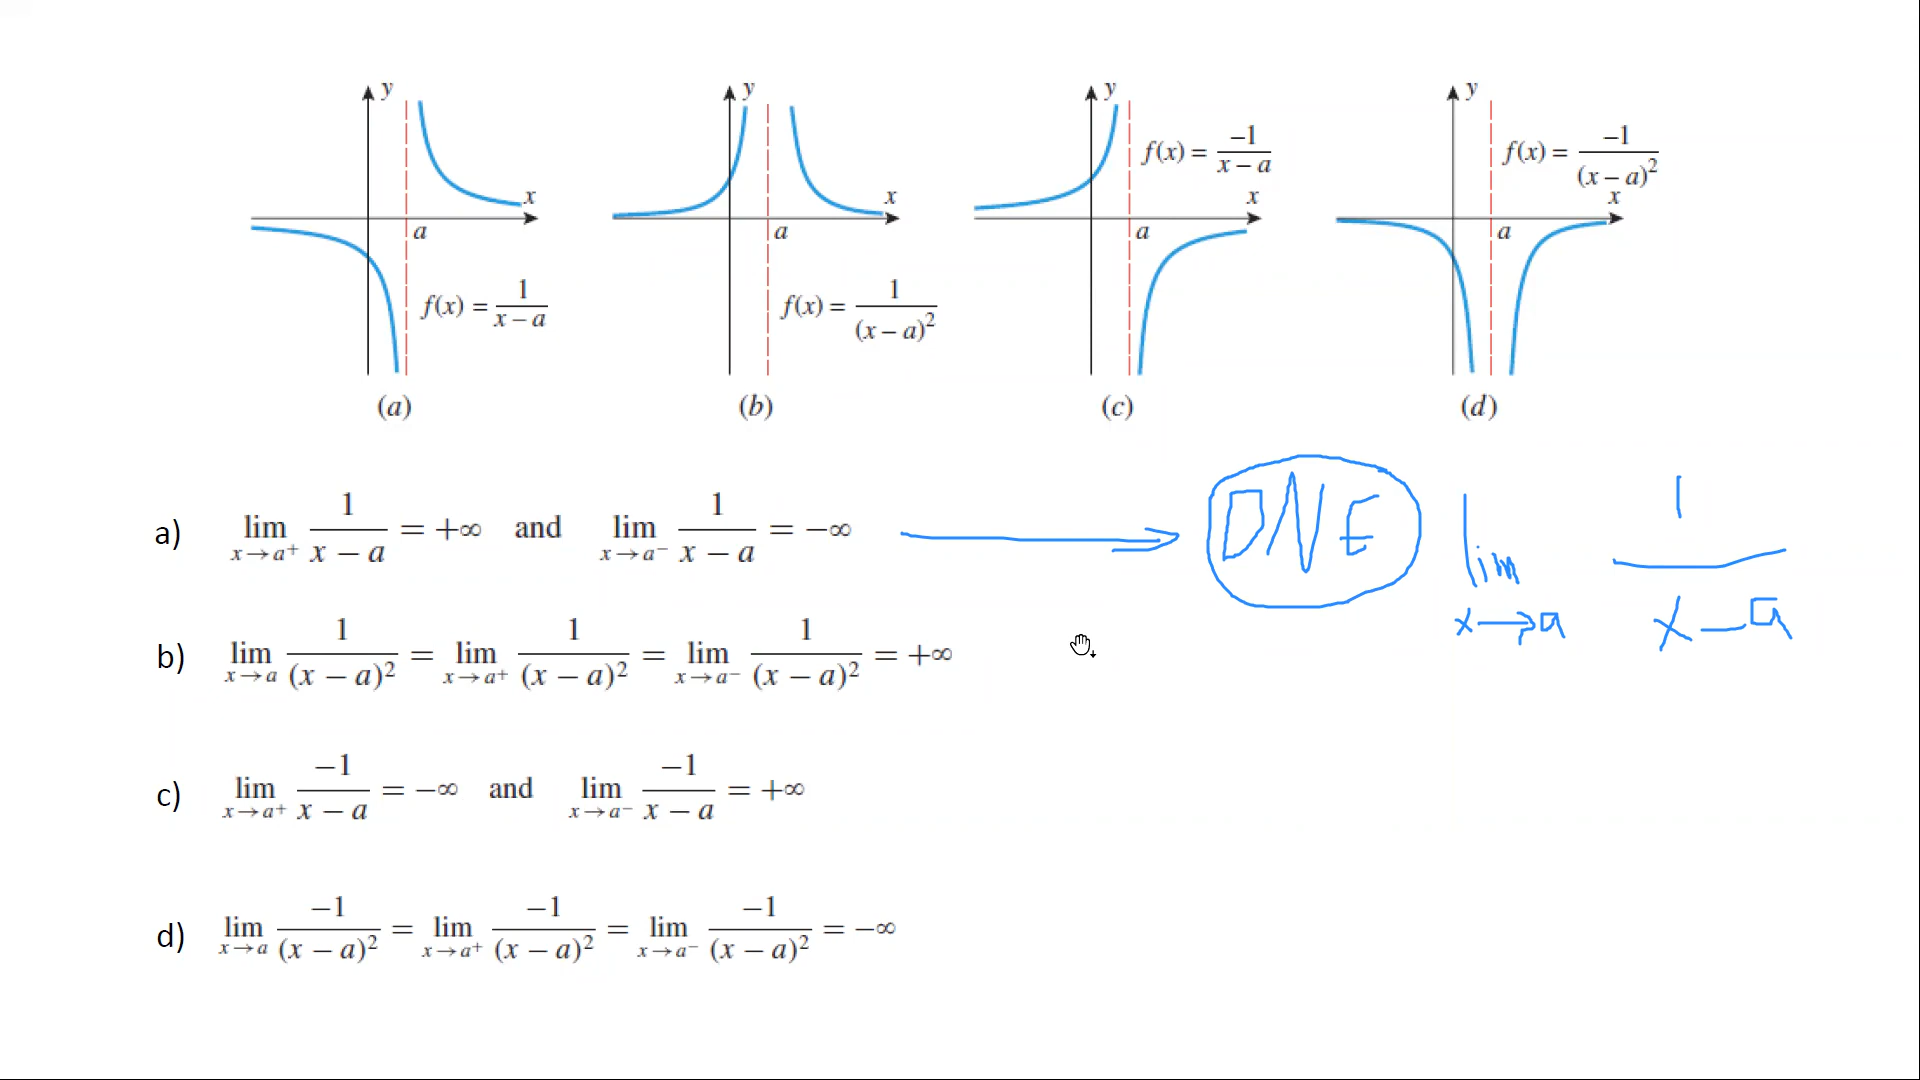 y y y y
f(x) = −1/(x − a) f(x) = −1/(x − a)²
x x x x
a a a a
f(x) = 1/(x − a) f(x) = 1/(x − a)²
(a) (b) (c) (d)
a) lim x→a⁺ 1/(x − a) = +∞ and lim x→a⁻ 1/(x − a) = −∞ DNE lim x→a 1/(x − a)
b) lim x→a 1/(x − a)² = lim x→a⁺ 1/(x − a)² = lim x→a⁻ 1/(x − a)² = +∞
c) lim x→a⁺ −1/(x − a) = −∞ and lim x→a⁻ −1/(x − a) = +∞
d) lim x→a −1/(x − a)² = lim x→a⁺ −1/(x − a)² = lim x→a⁻ −1/(x − a)² = −∞